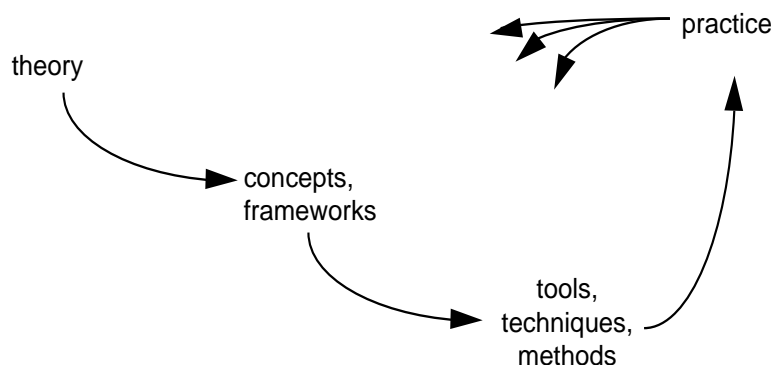 practice
theory
concepts,
frameworks
tools,
techniques,
methods